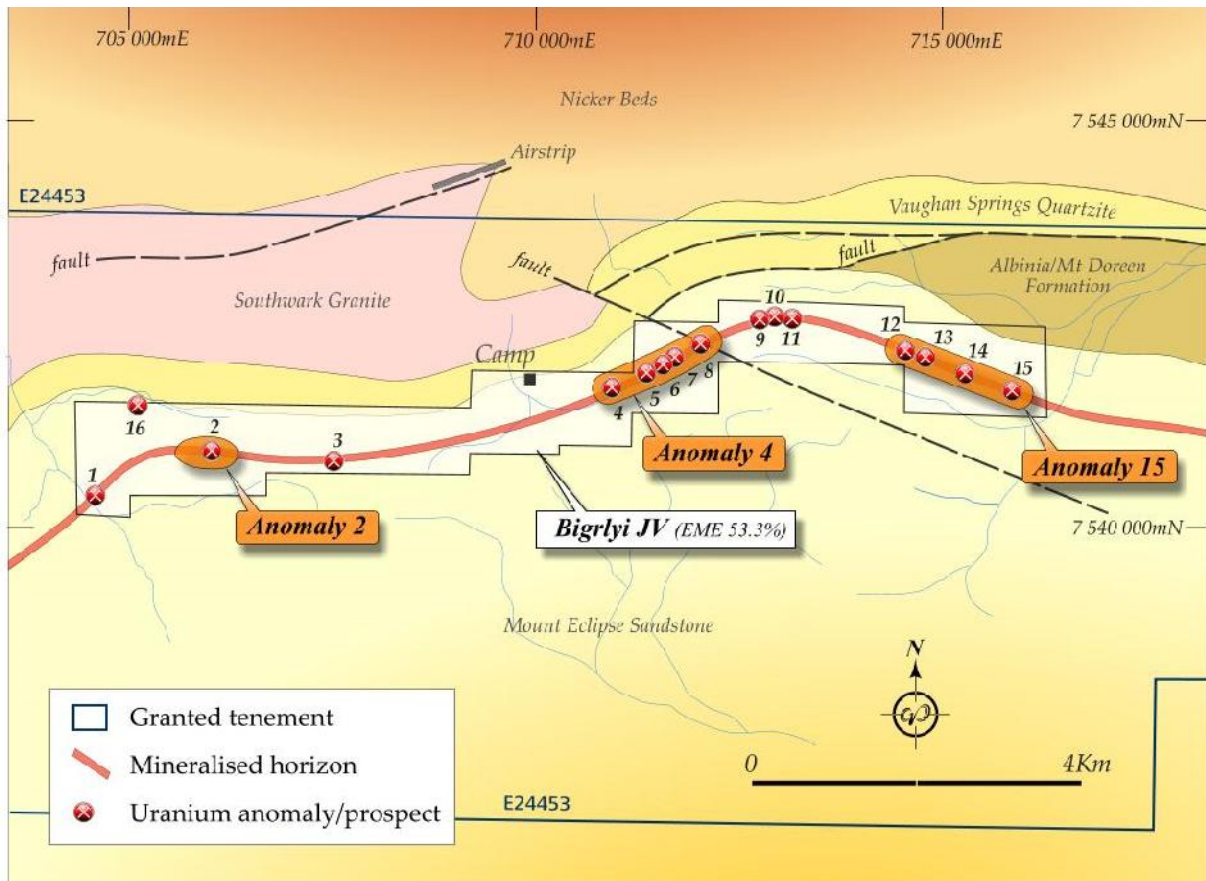 705 000mE
710 000mE
715 000mE
Nicker Beds
7 545 000mN
Airstrip
E24453
Vaughan Springs Quartzite
fault
fault
fault
Albinia/Mt Doreen
Formation
Southwark Granite
10
9
11
12
13
14
15
Camp
8
7
6
5
4
16
2
3
1
Anomaly 4
Anomaly 15
Anomaly 2
Bigrlyi JV (EME 53.3%)
7 540 000mN
Mount Eclipse Sandstone
N
Granted tenement
Mineralised horizon
Uranium anomaly/prospect
0
4Km
E24453